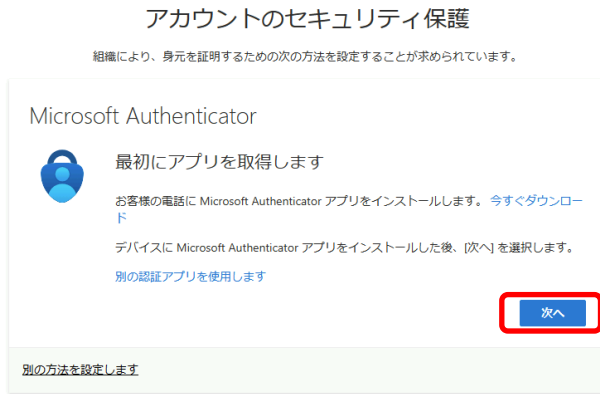 アカウントのセキュリティ保護
組織により、身元を証明するための次の方法を設定することが求められています。
Microsoft Authenticator
最初にアプリを取得します
お客様の電話に Microsoft Authenticator アプリをインストールします。 今すぐダウンロー
ド
デバイスに Microsoft Authenticator アプリをインストールした後、[次へ] を選択します。
別の認証アプリを使用します
次へ
別の方法を設定します